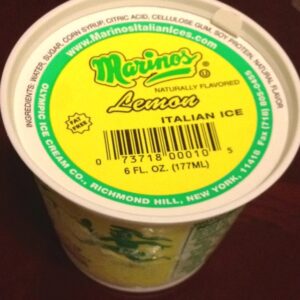 INGREDIENTS: WATER, SUGAR, CORN SYRUP, CITRIC ACID, CELLULOSE GUM, SOY PROTEIN, NATURAL FLAVOR
www.Marinositalianices.com
Marinos
U
NATURALLY FLAVORED
Lemon
FAT FREE
ITALIAN ICE
0 73718 00010 5
6 FL. OZ. (177ML)
OLYMPIC ICE CREAM CO., RICHMOND HILL, NEW YORK, 11418 Fax (718)